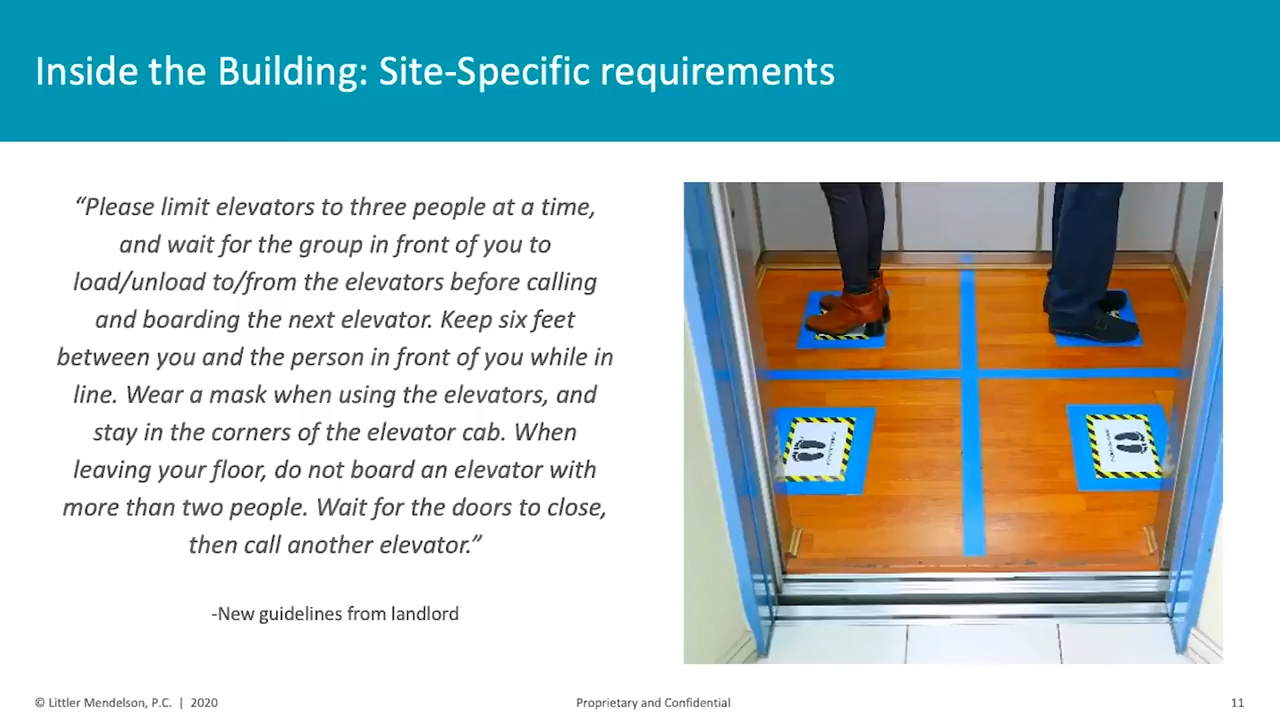 Inside the Building: Site-Specific requirements
“Please limit elevators to three people at a time,
and wait for the group in front of you to
load/unload to/from the elevators before calling
and boarding the next elevator. Keep six feet
between you and the person in front of you while in
line. Wear a mask when using the elevators, and
stay in the corners of the elevator cab. When
leaving your floor, do not board an elevator with
more than two people. Wait for the doors to close,
then call another elevator.”
-New guidelines from landlord
© Littler Mendelson, P.C. | 2020
Proprietary and Confidential
11